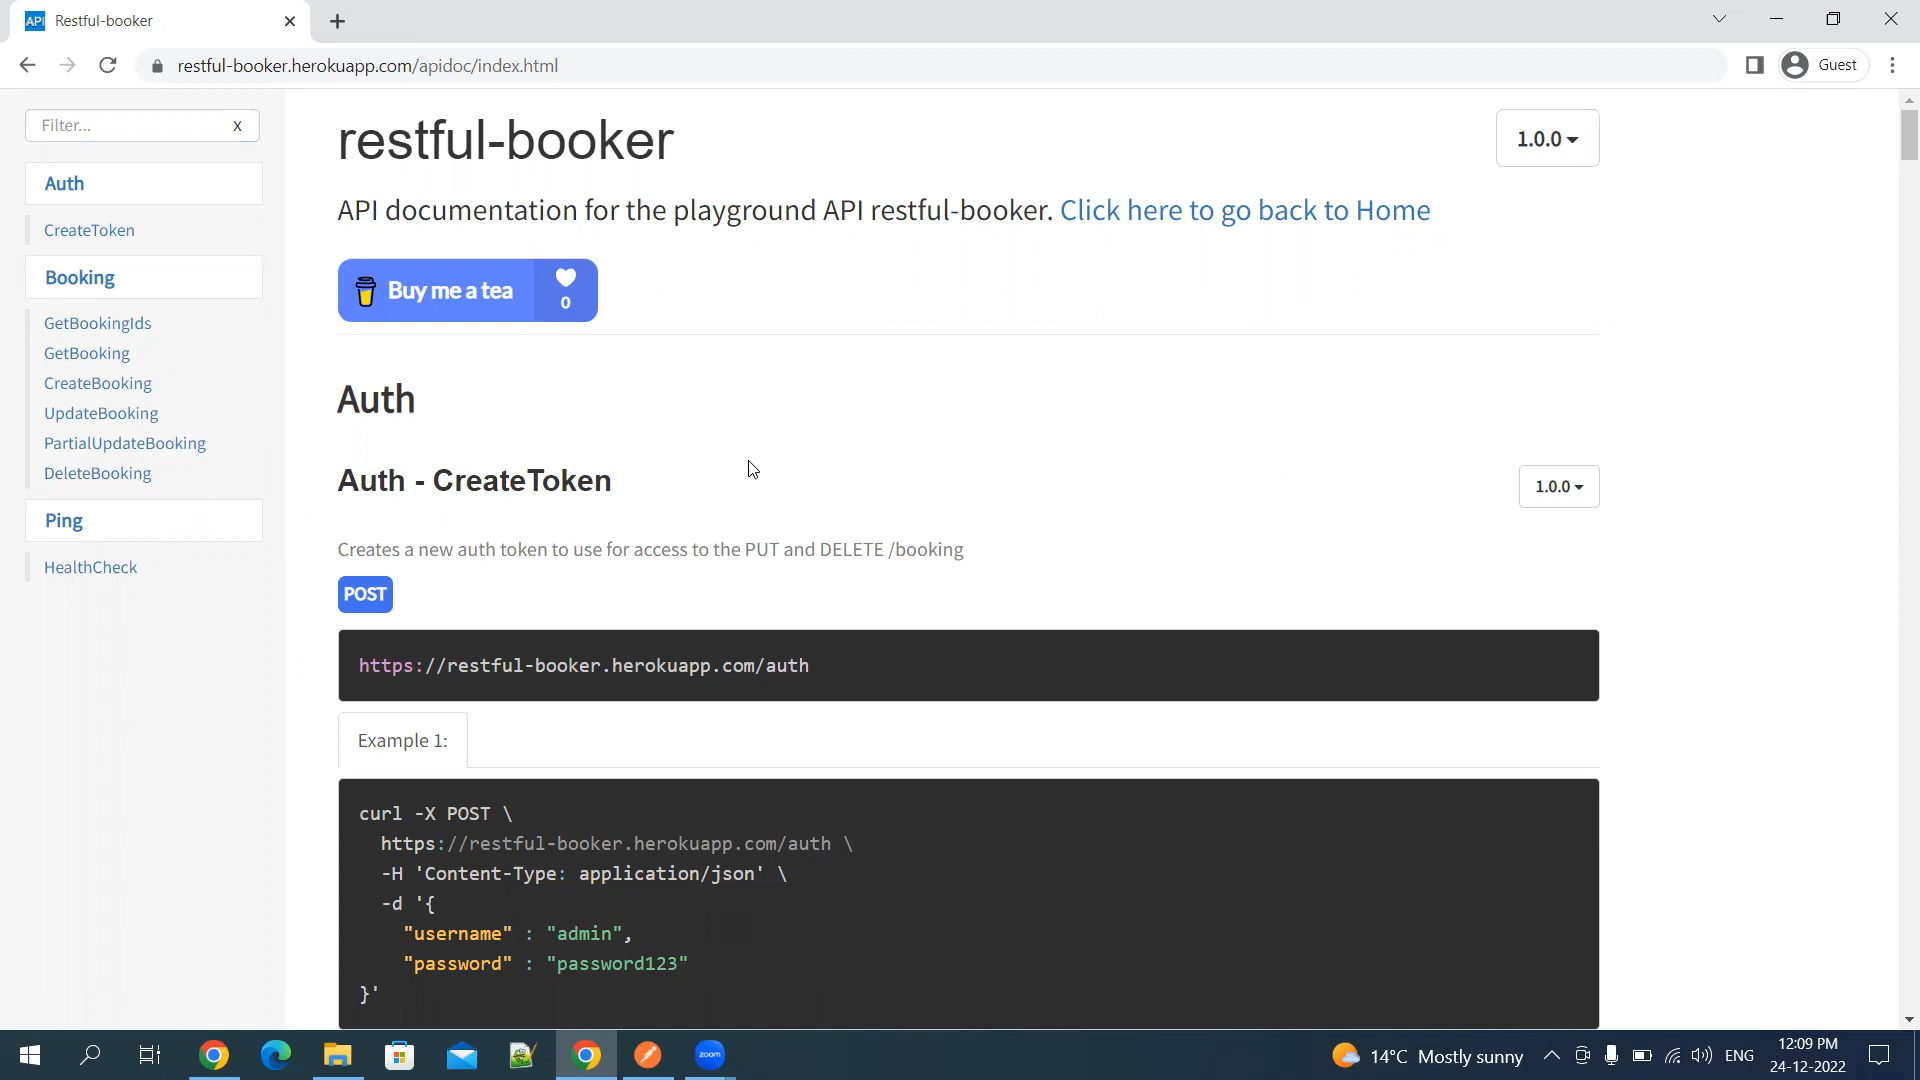 Restful-booker
restful-booker.herokuapp.com/apidoc/index.html
Guest
Filter...
X
Auth
CreateToken
Booking
GetBookingIds
GetBooking
CreateBooking
UpdateBooking
PartialUpdateBooking
DeleteBooking
Ping
HealthCheck
restful-booker
1.0.0
API documentation for the playground API restful-booker. Click here to go back to Home
Buy me a tea
0
Auth
Auth - CreateToken
1.0.0
Creates a new auth token to use for access to the PUT and DELETE /booking
POST
https://restful-booker.herokuapp.com/auth
Example 1:
curl -X POST \
https://restful-booker.herokuapp.com/auth \
-H 'Content-Type: application/json' \
-d '{
"username" : "admin",
"password" : "password123"
}'
zoom
14°C Mostly sunny
ENG
12:09 PM
24-12-2022
API